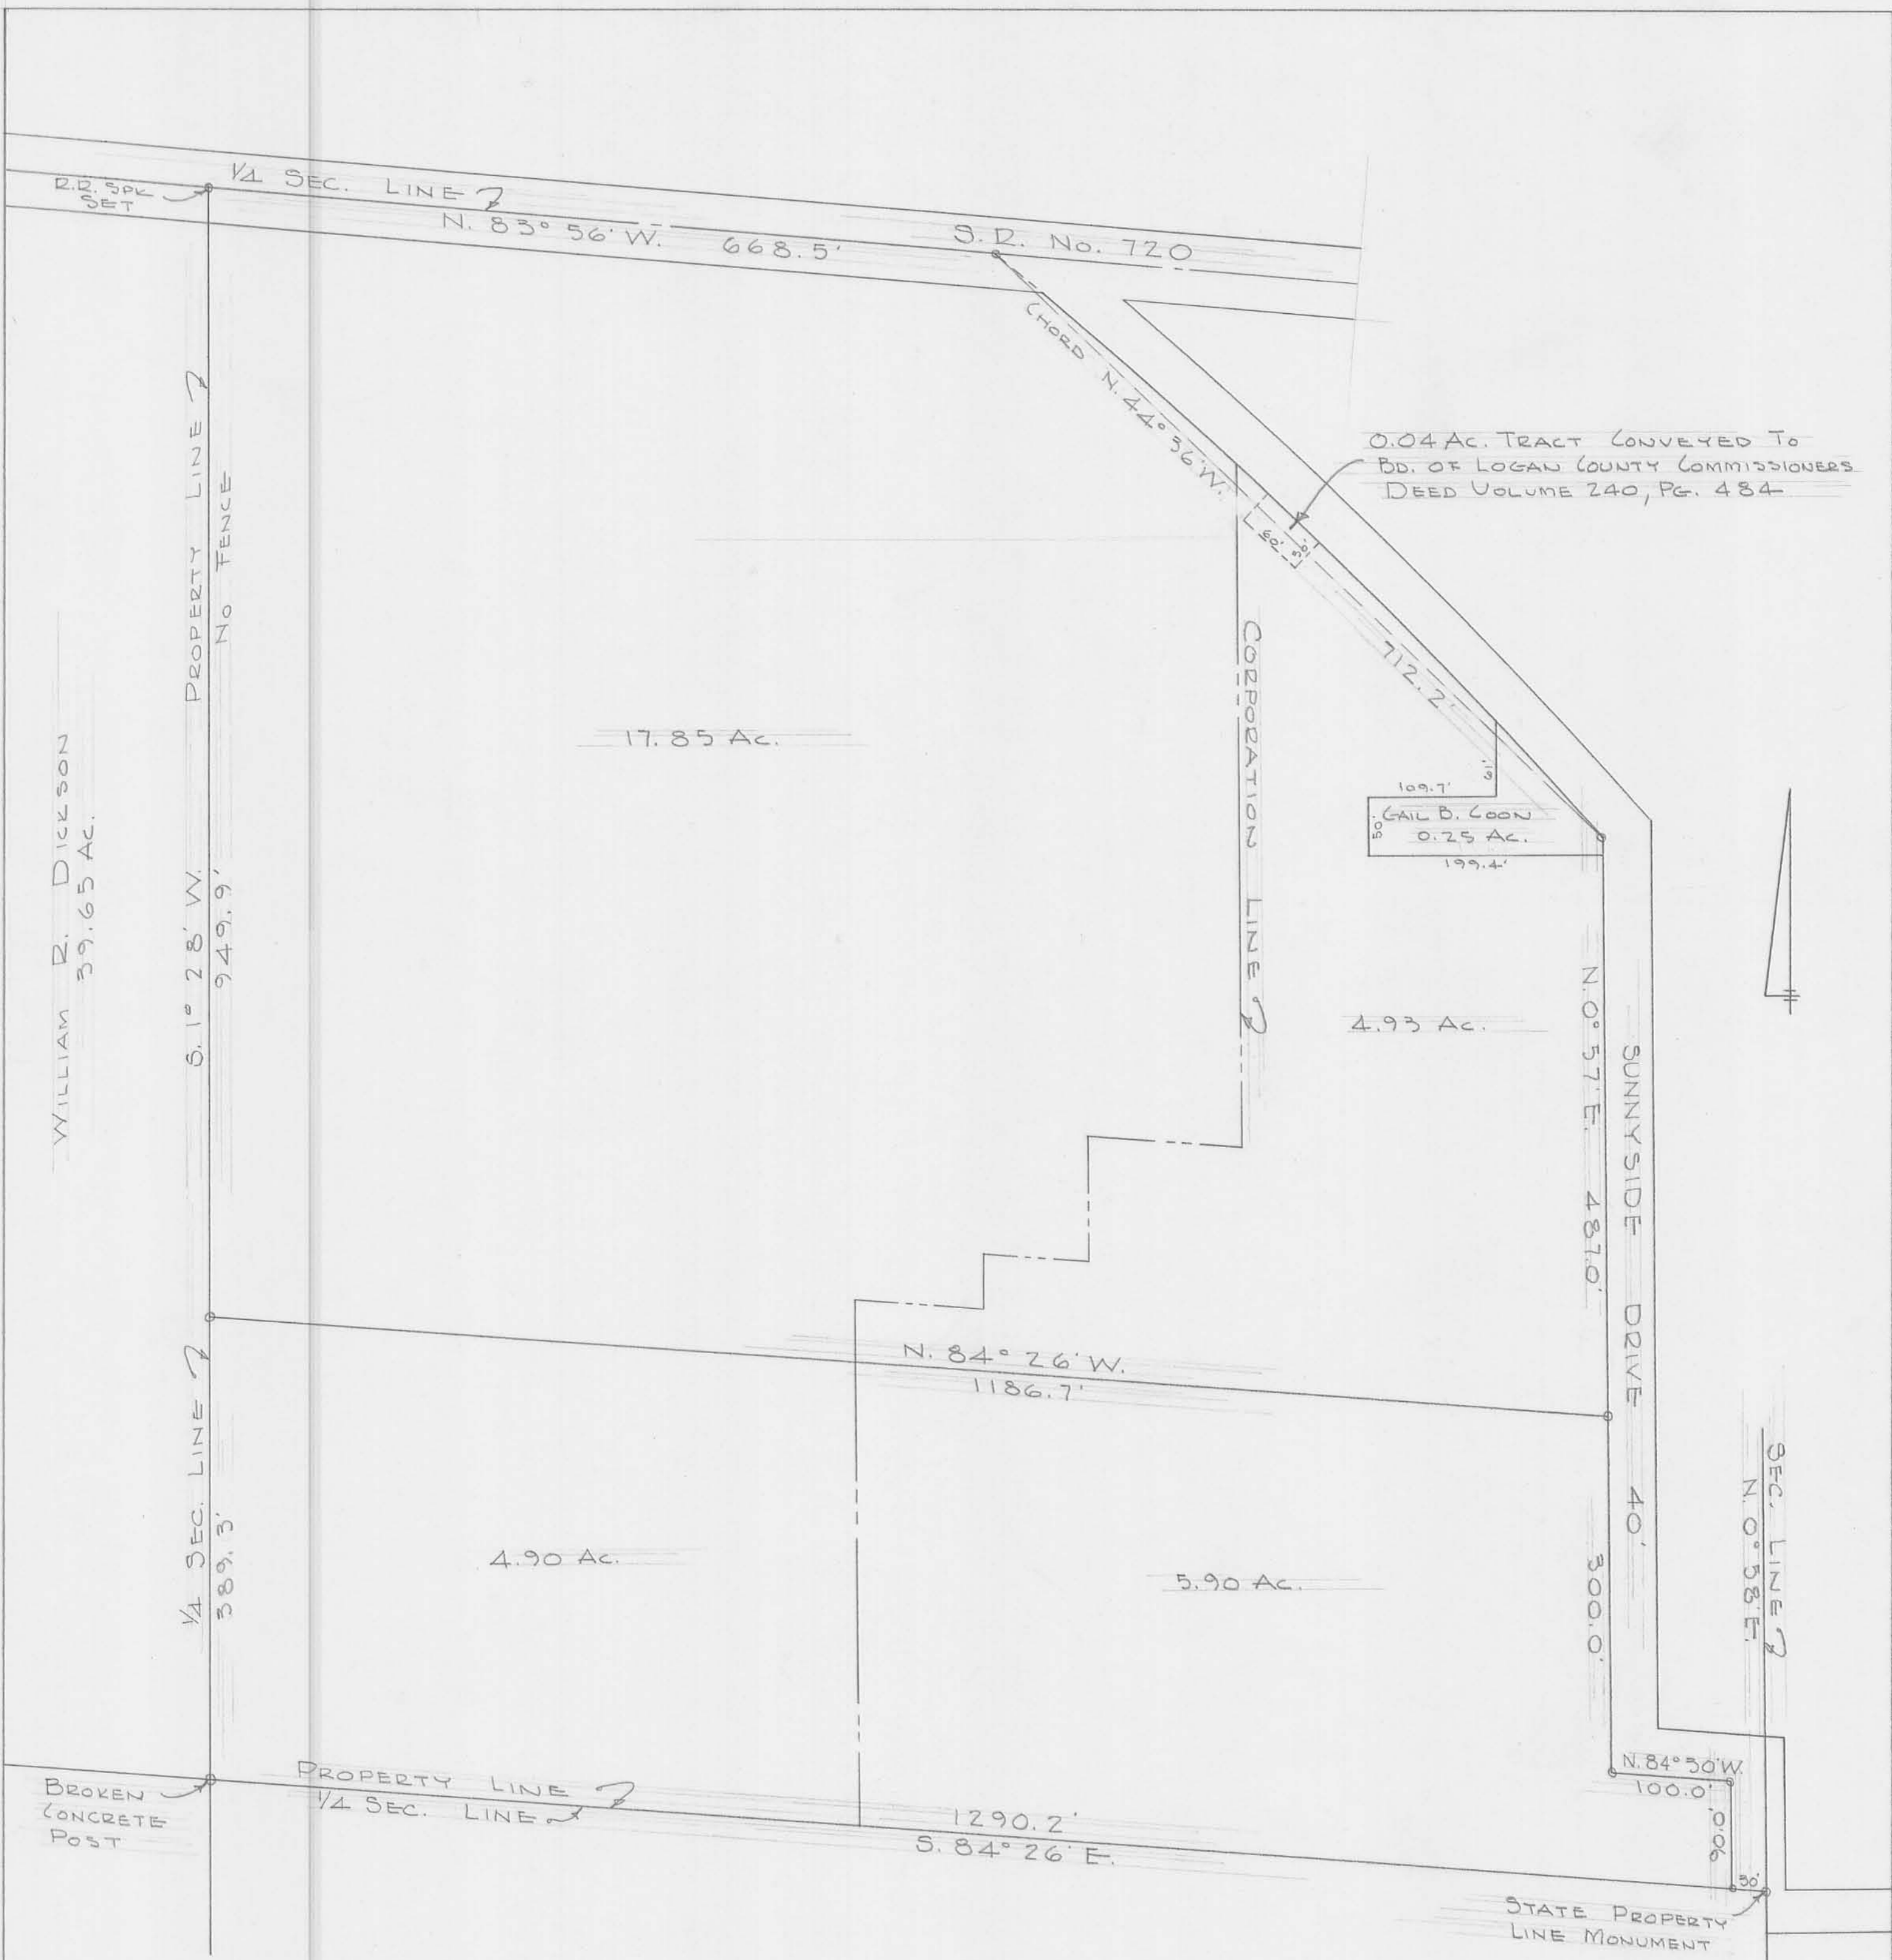 1/4 SEC. LINE
R.R. SPK
SET
N. 83° 56' W. 668.5'
S.R. No. 720
CHORD N. 44° 36' W.
712.2'
0.04 AC. TRACT CONVEYED TO
BD. OF LOGAN COUNTY COMMISSIONERS
DEED VOLUME 240, PG. 484
60'
30'
PROPERTY LINE
NO FENCE
S. 1° 28' W.
949.9'
WILLIAM R. DICKSON
39.65 AC.
17.85 AC.
CORPORATION LINE
61'
109.7'
GAIL B. COON
50'
0.25 AC.
199.4'
4.93 AC.
N. 0° 57' E. 487.0'
SUNNYSIDE DRIVE 40'
N. 84° 26' W.
1186.7'
1/4 SEC. LINE
389.3'
4.90 AC.
5.90 AC.
300.0'
SEC. LINE
N. 0° 58' E.
N. 84° 30' W.
100.0'
90.0'
30'
PROPERTY LINE
1/4 SEC. LINE
1290.2'
S. 84° 26' E.
BROKEN
CONCRETE
POST
STATE PROPERTY
LINE MONUMENT